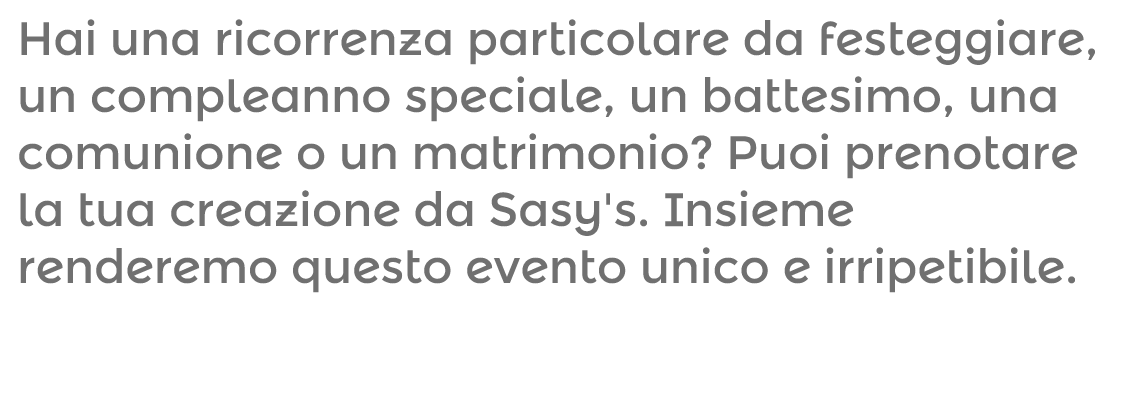 Hai una ricorrenza particolare da festeggiare,
un compleanno speciale, un battesimo, una
comunione o un matrimonio? Puoi prenotare
la tua creazione da Sasy's. Insieme
renderemo questo evento unico e irripetibile.